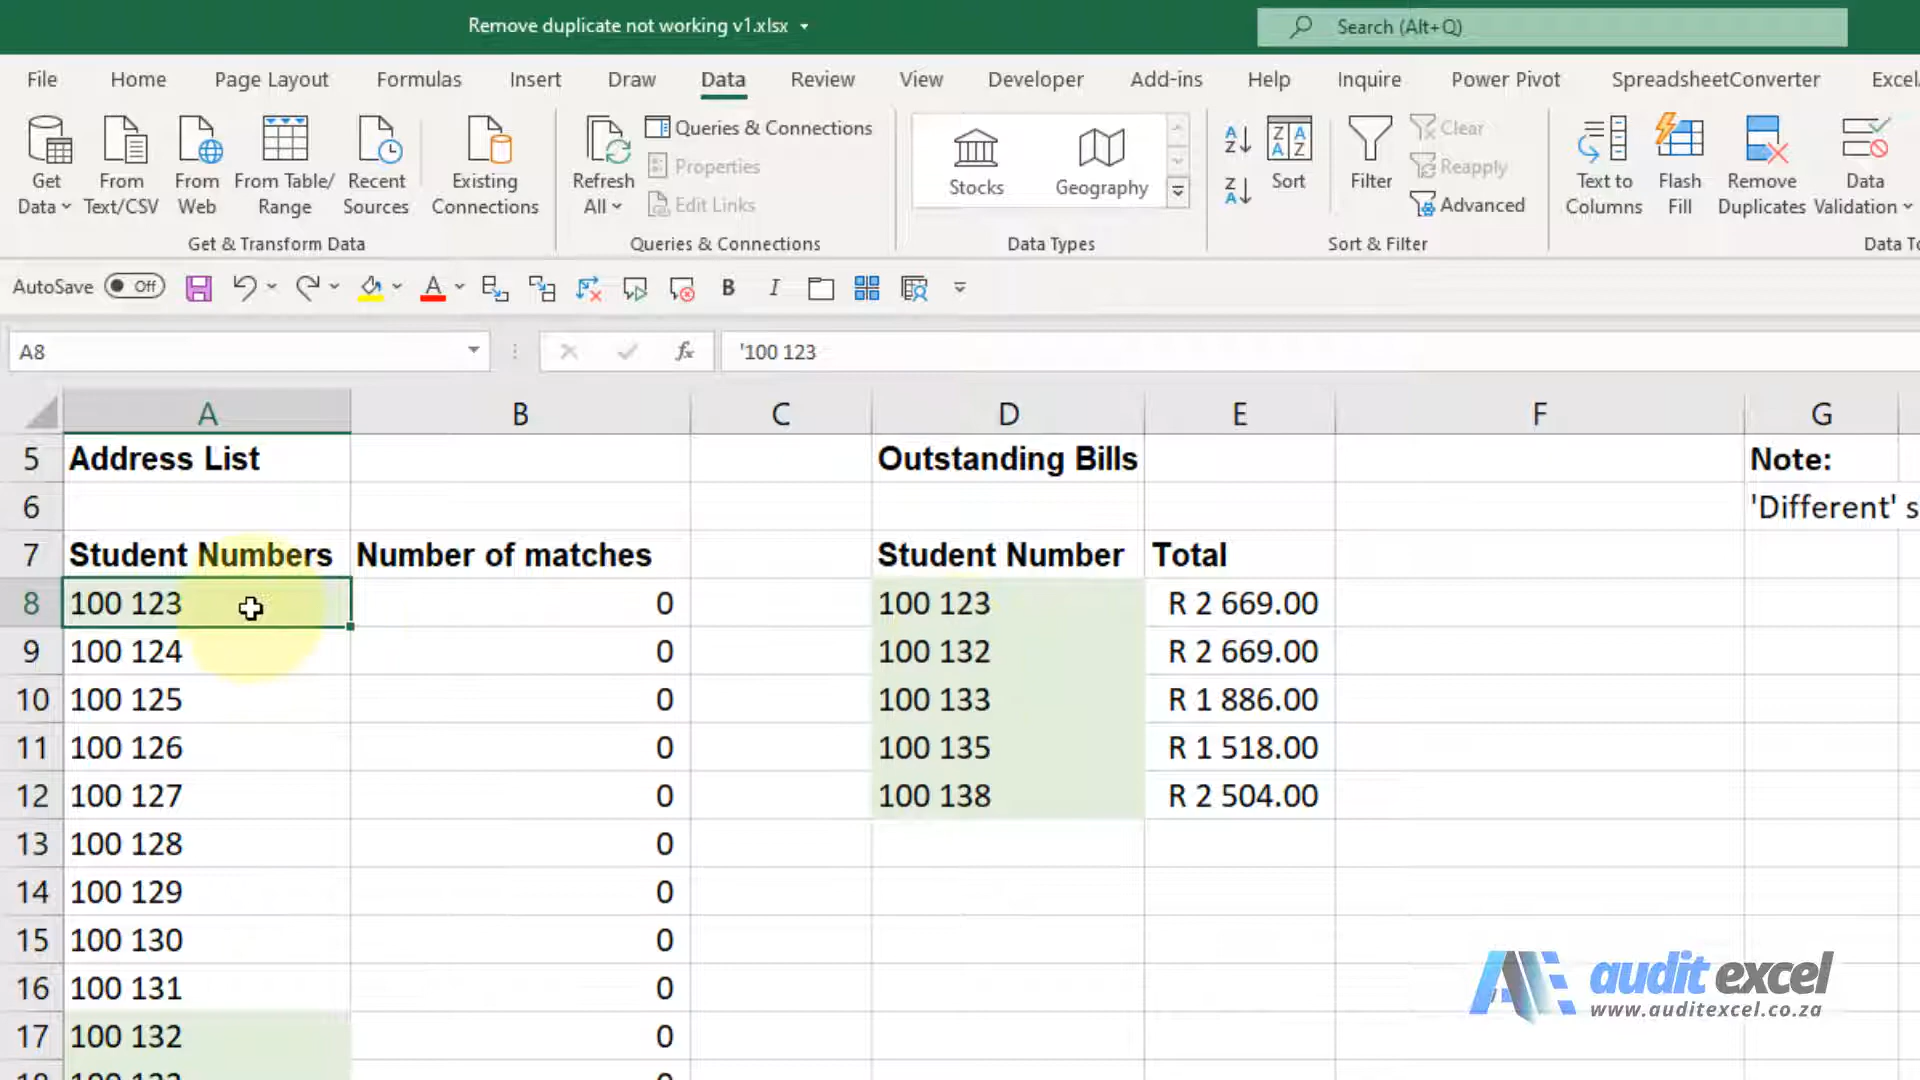 Remove duplicate not working v1.xlsx
Search (Alt+Q)
File Home Page Layout Formulas Insert Draw Data Review View Developer Add-ins Help Inquire Power Pivot SpreadsheetConverter Excel
Get Data
From Text/CSV
From Web
From Table/ Range
Recent Sources
Existing Connections
Get & Transform Data
Refresh All
Queries & Connections
Properties
Edit Links
Queries & Connections
Stocks
Geography
Data Types
Sort
Filter
Clear
Reapply
Advanced
Sort & Filter
Text to Columns
Flash Fill
Remove Duplicates
Data Validation
Data To
AutoSave Off
A8 fx '100 123
A B C D E F G
5 Address List Outstanding Bills Note:
6 'Different' s
7 Student Numbers Number of matches Student Number Total
8 100 123 0 100 123 R 2 669.00
9 100 124 0 100 132 R 2 669.00
10 100 125 0 100 133 R 1 886.00
11 100 126 0 100 135 R 1 518.00
12 100 127 0 100 138 R 2 504.00
13 100 128 0
14 100 129 0
15 100 130 0
16 100 131 0
17 100 132 0
audit excel
www.auditexcel.co.za